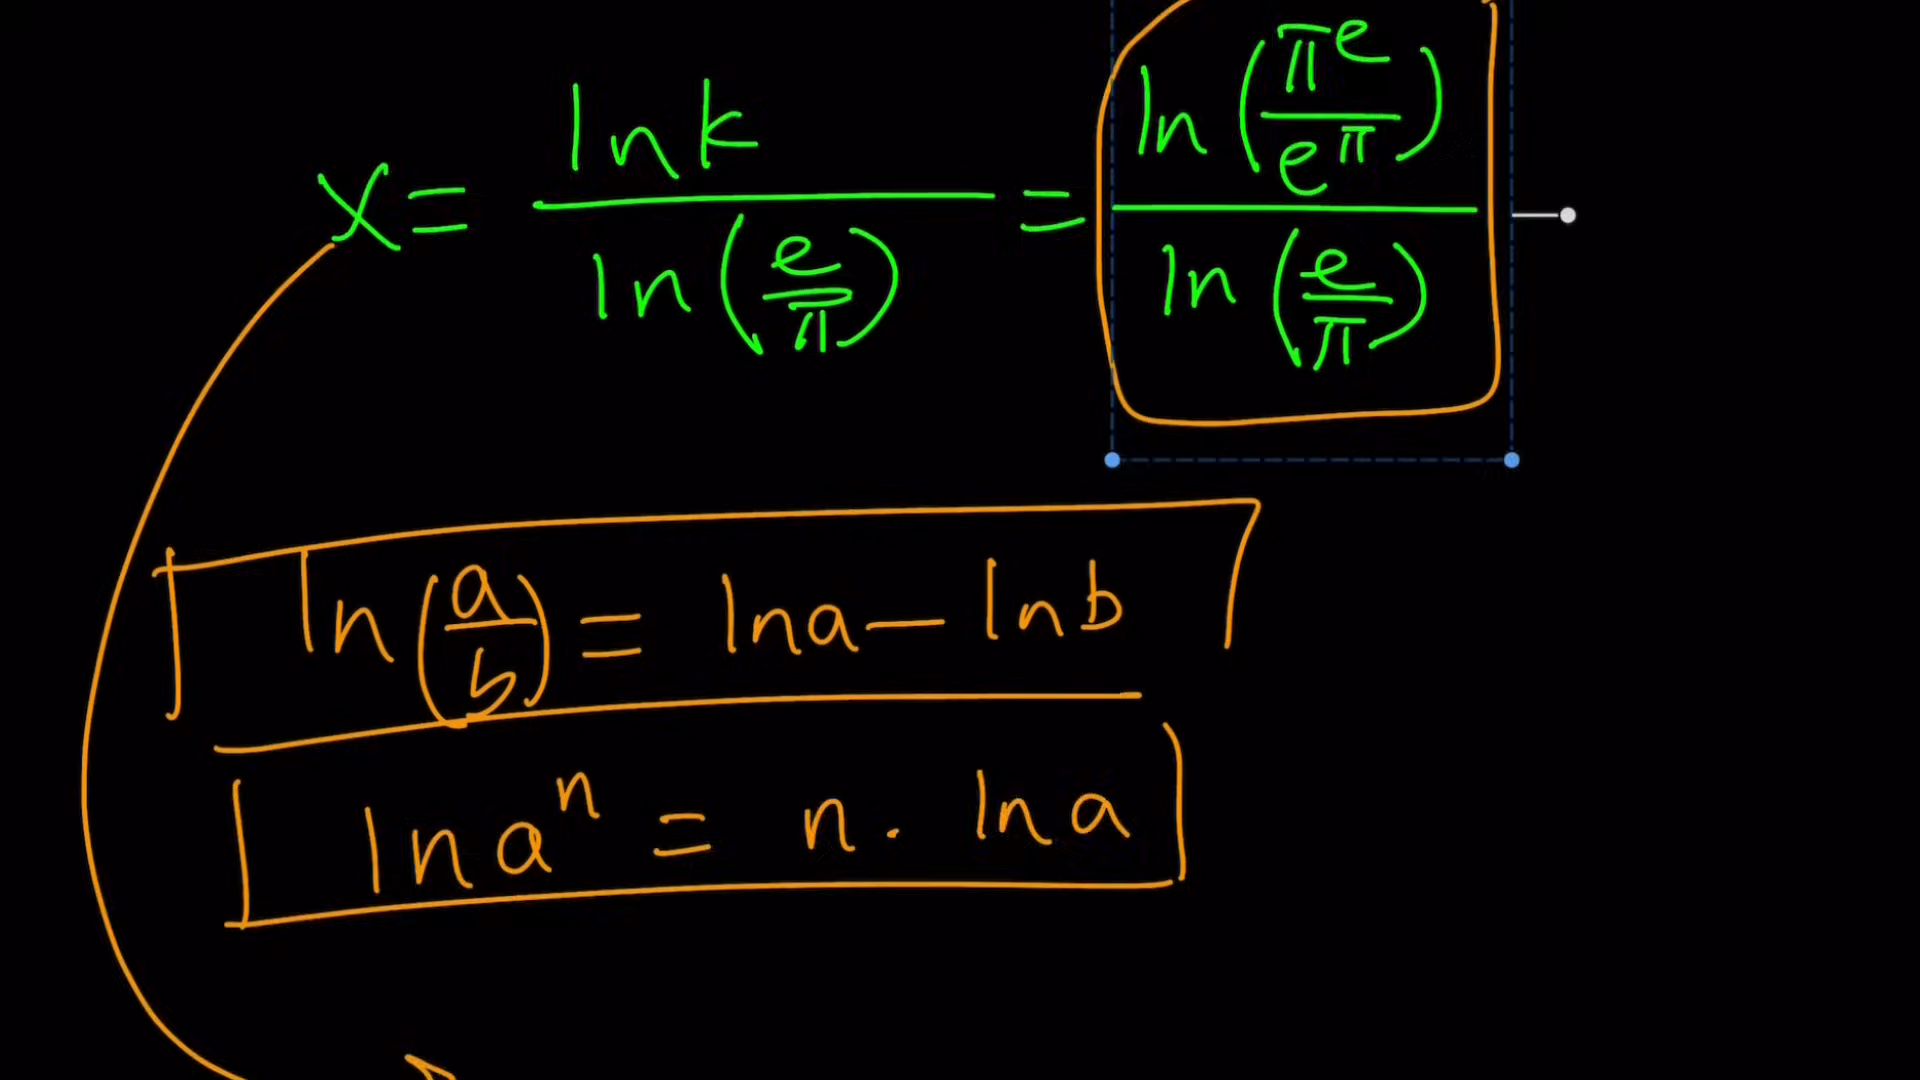 x = ln k / ln(e/π) = ln(π^e / e^π) / ln(e/π)
ln(a/b) = ln a − ln b
ln a^n = n · ln a